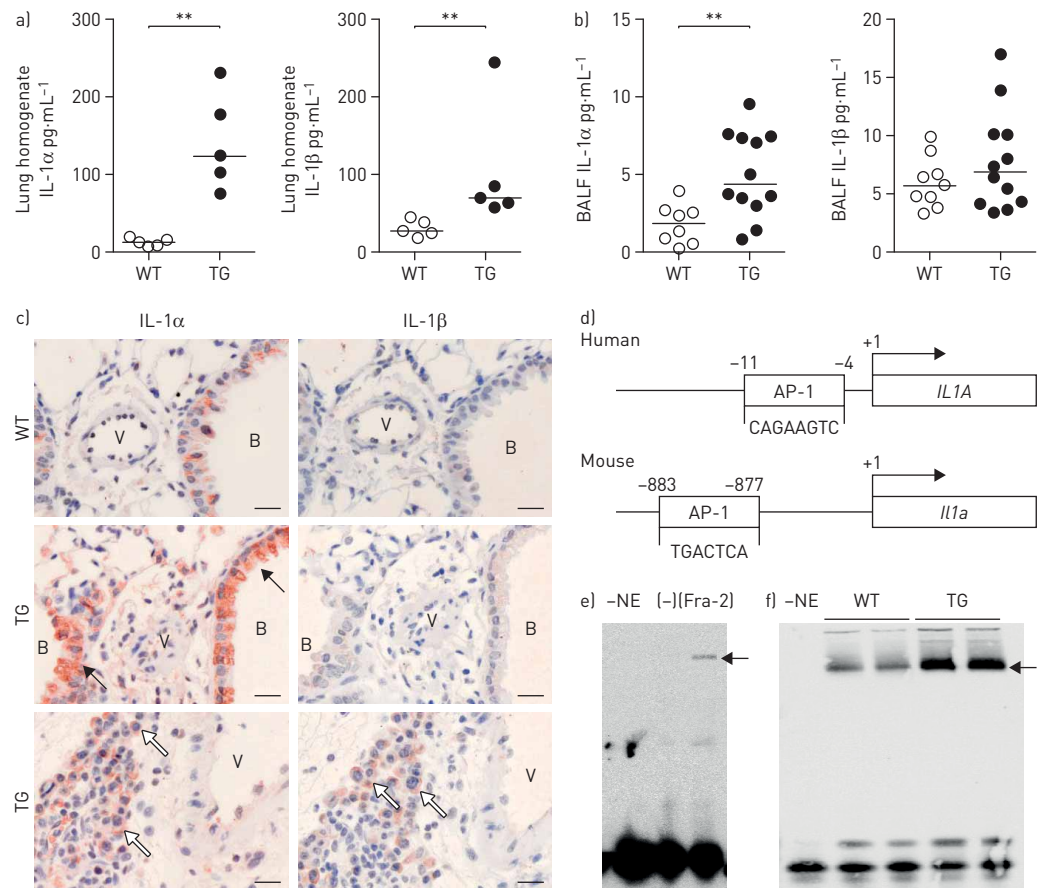 a)
**
300
200
100
0
Lung homogenate
IL-1α pg·mL–1
WT
TG
**
300
200
100
0
Lung homogenate
IL-1β pg·mL–1
WT
TG
b)
**
15
10
5
0
BALF IL-1α pg·mL–1
WT
TG
20
15
10
5
0
BALF IL-1β pg·mL–1
WT
TG
c)
IL-1α
IL-1β
WT
V
B
V
B
TG
B
V
B
B
V
B
TG
V
V
d)
Human
–11
–4
+1
AP-1
IL1A
CAGAAGTC
Mouse
–883
–877
+1
AP-1
Il1a
TGACTCA
e)
–NE
(–)
(Fra-2)
f)
–NE
WT
TG